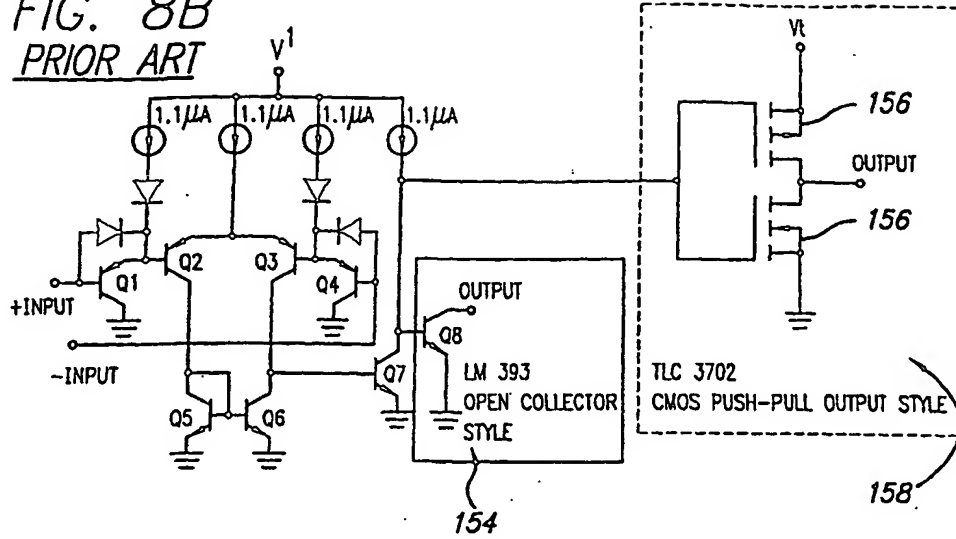 FIG. 8B
PRIOR ART
V1
1.1μA
1.1μA
1.1μA
1.1μA
Q1
Q2
Q3
Q4
+INPUT
-INPUT
Q5
Q6
Q7
OUTPUT
Q8
LM 393
OPEN COLLECTOR
STYLE
154
Vt
156
OUTPUT
156
TLC 3702
CMOS PUSH-PULL OUTPUT STYLE
158